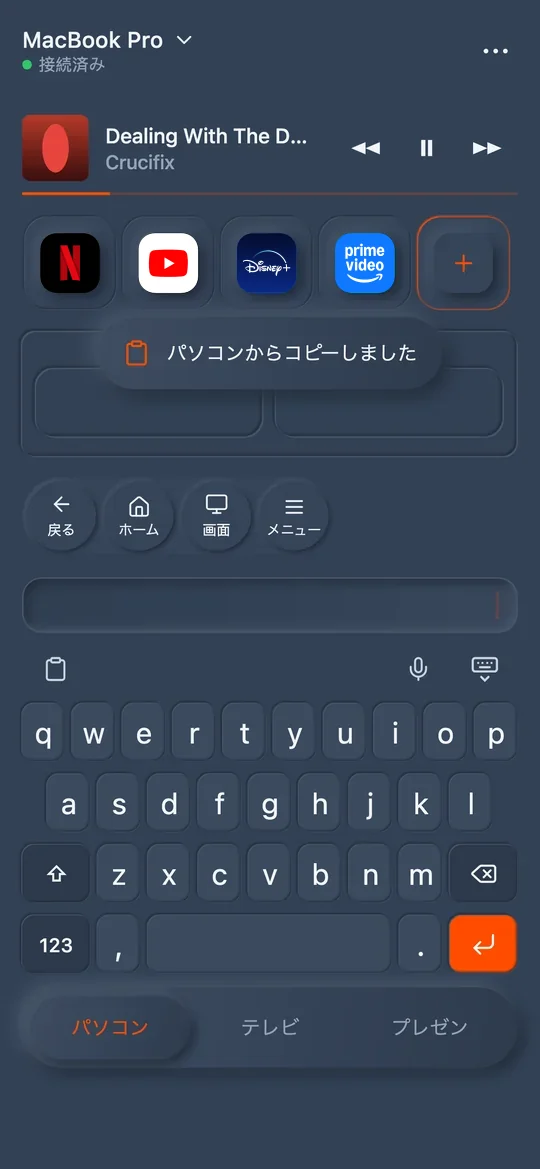 MacBook Pro
接続済み
Dealing With The D...
Crucifix
N
Disney+
prime video
パソコンからコピーしました
戻る
ホーム
画面
メニュー
q w e r t y u i o p
a s d f g h j k l
z x c v b n m
123 , .
パソコン
テレビ
プレゼン